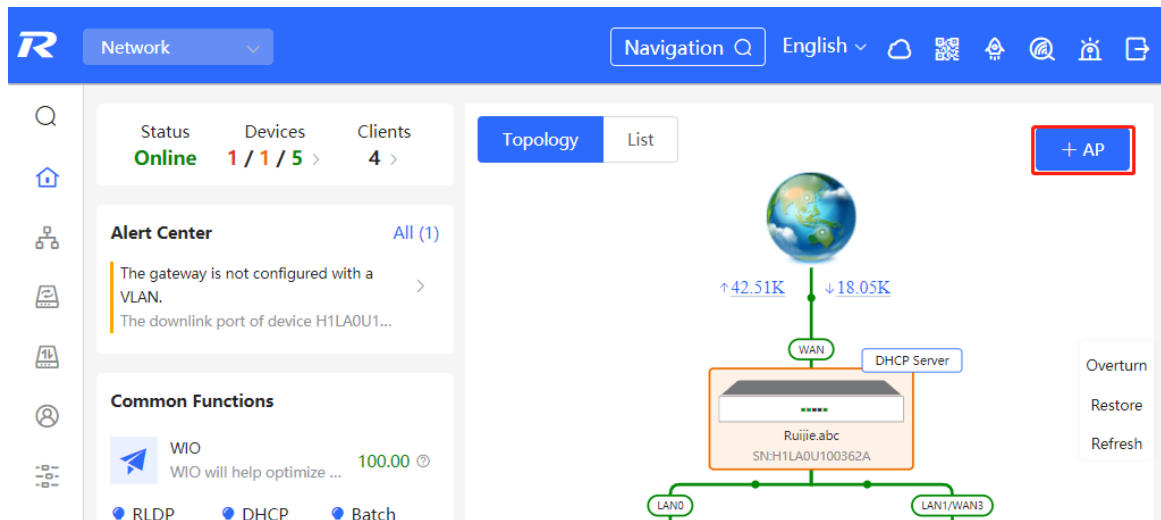 R
Network
Navigation
English
Status Devices Clients
Online 1 / 1 / 5 > 4 >
Alert Center All (1)
The gateway is not configured with a
VLAN.
The downlink port of device H1LA0U1...
Common Functions
WIO
WIO will help optimize ...
100.00
RLDP DHCP Batch
Topology List
+ AP
↑42.51K ↓18.05K
WAN
DHCP Server
Ruijie.abc
SN:H1LA0U100362A
LAN0 LAN1/WAN3
Overturn
Restore
Refresh